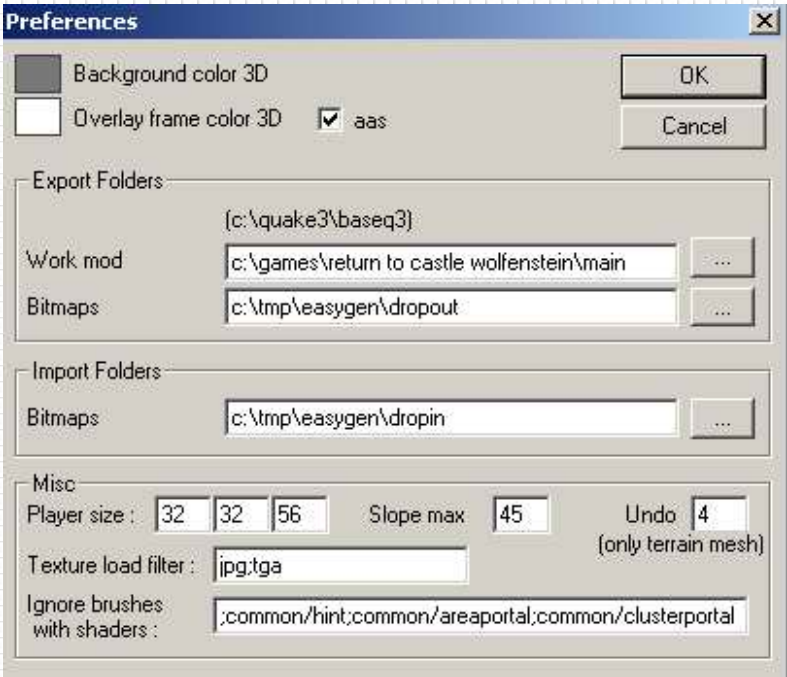 Preferences
Background color 3D
OK
Overlay frame color 3D aas
Cancel
Export Folders
(c:\quake3\baseq3)
Work mod c:\games\return to castle wolfenstein\main ...
Bitmaps c:\tmp\easygen\dropout ...
Import Folders
Bitmaps c:\tmp\easygen\dropin ...
Misc
Player size : 32 32 56 Slope max 45 Undo 4
(only terrain mesh)
Texture load filter : jpg;tga
Ignore brushes
with shaders : ;common/hint;common/areaportal;common/clusterportal